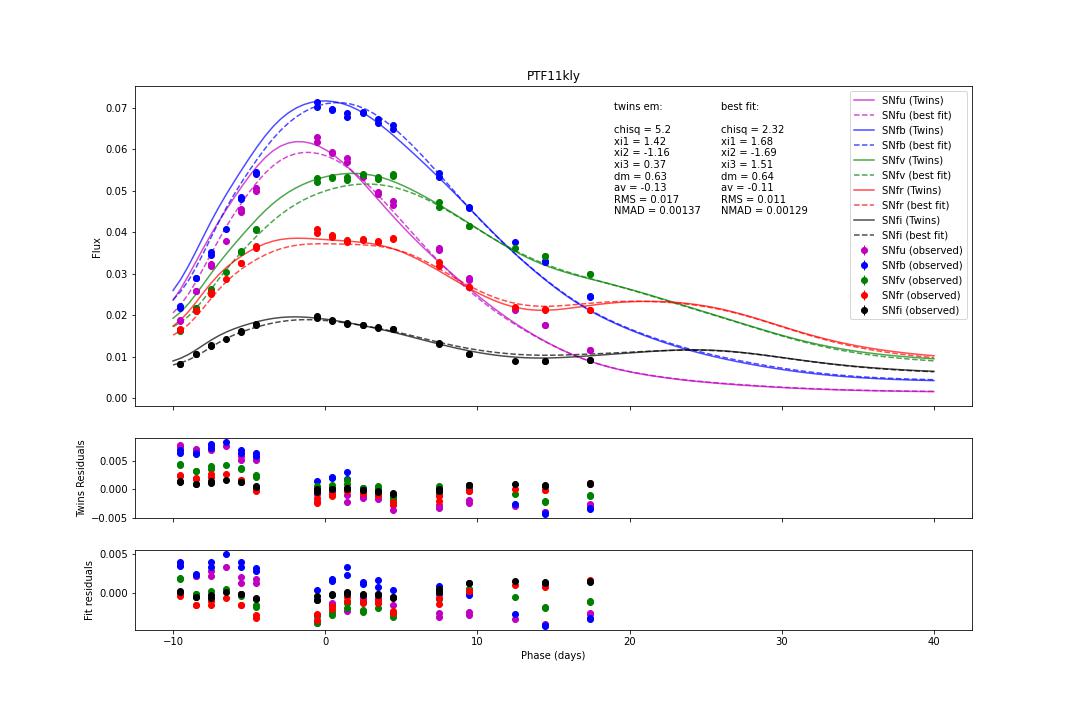 PTF11kly
Flux
0.07
0.06
0.05
0.04
0.03
0.02
0.01
0.00
twins em:
chisq = 5.2
xi1 = 1.42
xi2 = -1.16
xi3 = 0.37
dm = 0.63
av = -0.13
RMS = 0.017
NMAD = 0.00137
best fit:
chisq = 2.32
xi1 = 1.68
xi2 = -1.69
xi3 = 1.51
dm = 0.64
av = -0.11
RMS = 0.011
NMAD = 0.00129
SNfu (Twins)
SNfu (best fit)
SNfb (Twins)
SNfb (best fit)
SNfv (Twins)
SNfv (best fit)
SNfr (Twins)
SNfr (best fit)
SNfi (Twins)
SNfi (best fit)
SNfu (observed)
SNfb (observed)
SNfv (observed)
SNfr (observed)
SNfi (observed)
Twins Residuals
0.005
0.000
−0.005
Fit residuals
0.005
0.000
−10
0
10
20
30
40
Phase (days)